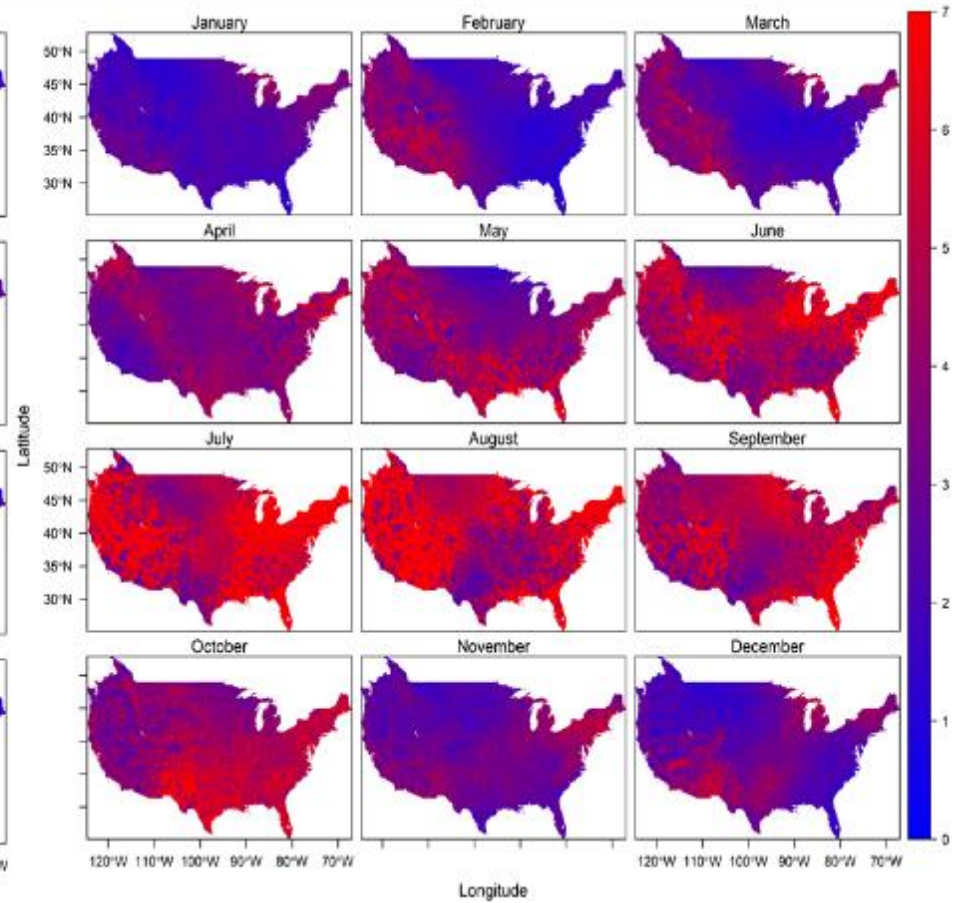 January February March
7
50°N
45°N
40°N
35°N
30°N
6
April May June
5
4
Latitude
July August September
50°N
45°N
40°N
35°N
30°N
3
2
October November December
1
0
W
120°W 110°W 100°W 90°W 80°W 70°W 120°W 110°W 100°W 90°W 80°W 70°W
Longitude